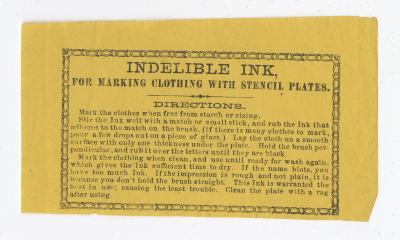 INDELIBLE INK,
FOR MARKING CLOTHING WITH STENCIL PLATES.
DIRECTIONS.
Mark the clothes when free from starch or sizing.
Stir the Ink well with a match or small stick, and rub the Ink that
adheres to the match on the brush. (If there is many clothes to mark,
pour a few drops out on a piece of glass.) Lay the cloth on a smooth
surface with only one thickness under the plate. Hold the brush per-
pendicular, and rub it over the letters until they are black.
Mark the clothing when clean, and use until ready for wash again.
which gives the Ink sufficient time to dry. If the name blots, you
have too much Ink. If the impression is rough and not plain, it is
because you don't hold the brush straight. This Ink is warranted the
best in use; causing the least trouble. Clean the plate with a rag
after using.